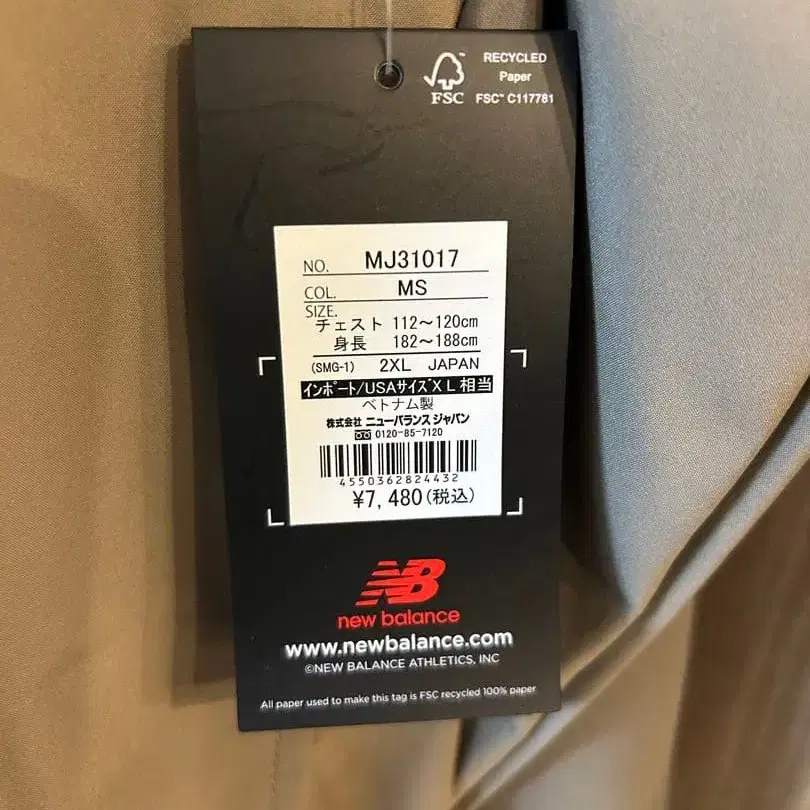 FSC
RECYCLED
Paper
FSC™ C117781
NO. MJ31017
COL. MS
SIZE.
チェスト 112～120cm
身長 182～188cm
(SMG-1) 2XL JAPAN
インポート/USAサイズXL相当
ベトナム製
株式会社 ニューバランス ジャパン
0120-85-7120
4550362824432
¥7,480(税込)
NB
new balance
www.newbalance.com
©NEW BALANCE ATHLETICS, INC
All paper used to make this tag is FSC recycled 100% paper